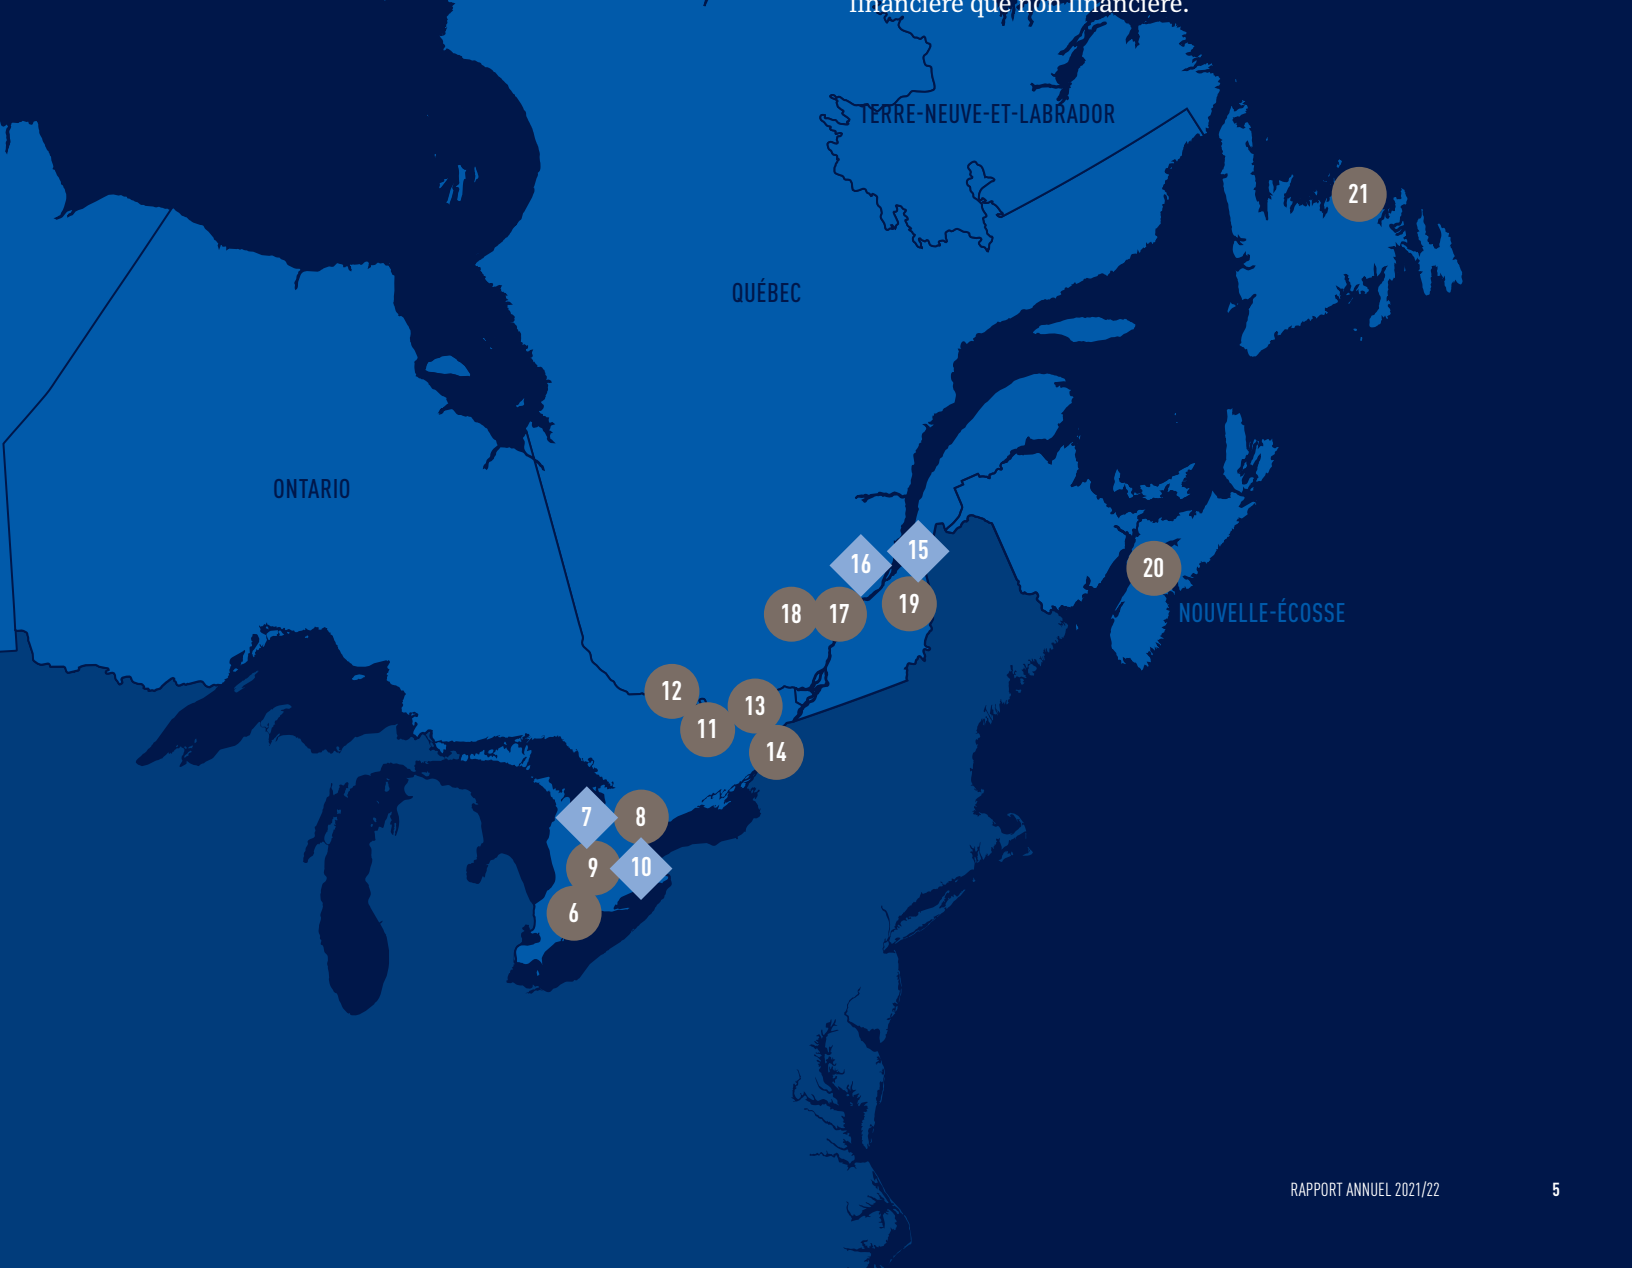 financière que non financière.
TERRE-NEUVE-ET-LABRADOR
21
QUÉBEC
ONTARIO
15
16
20
19
18
17
NOUVELLE-ÉCOSSE
12
13
11
14
7
8
9
10
6
RAPPORT ANNUEL 2021/22
5